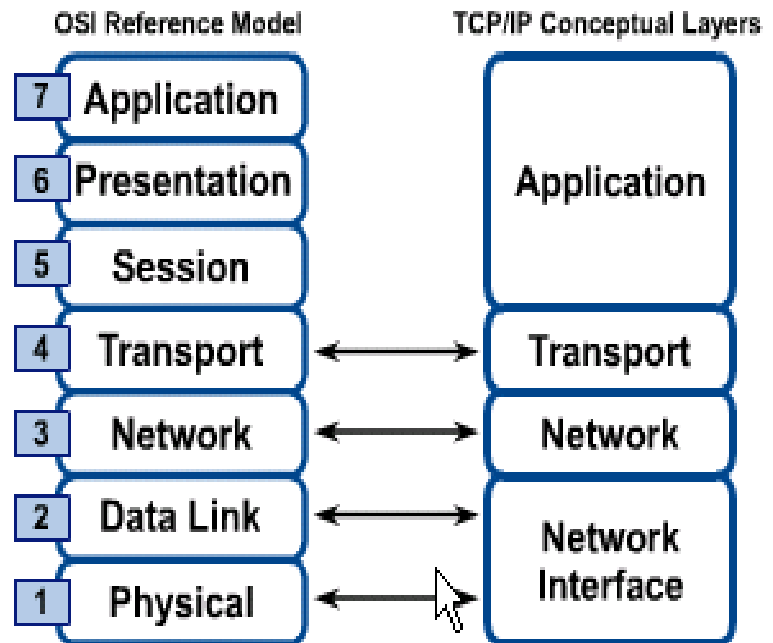 OSI Reference Model
TCP/IP Conceptual Layers
7 Application
6 Presentation
5 Session
4 Transport
3 Network
2 Data Link
1 Physical
Application
Transport
Network
Network
Interface